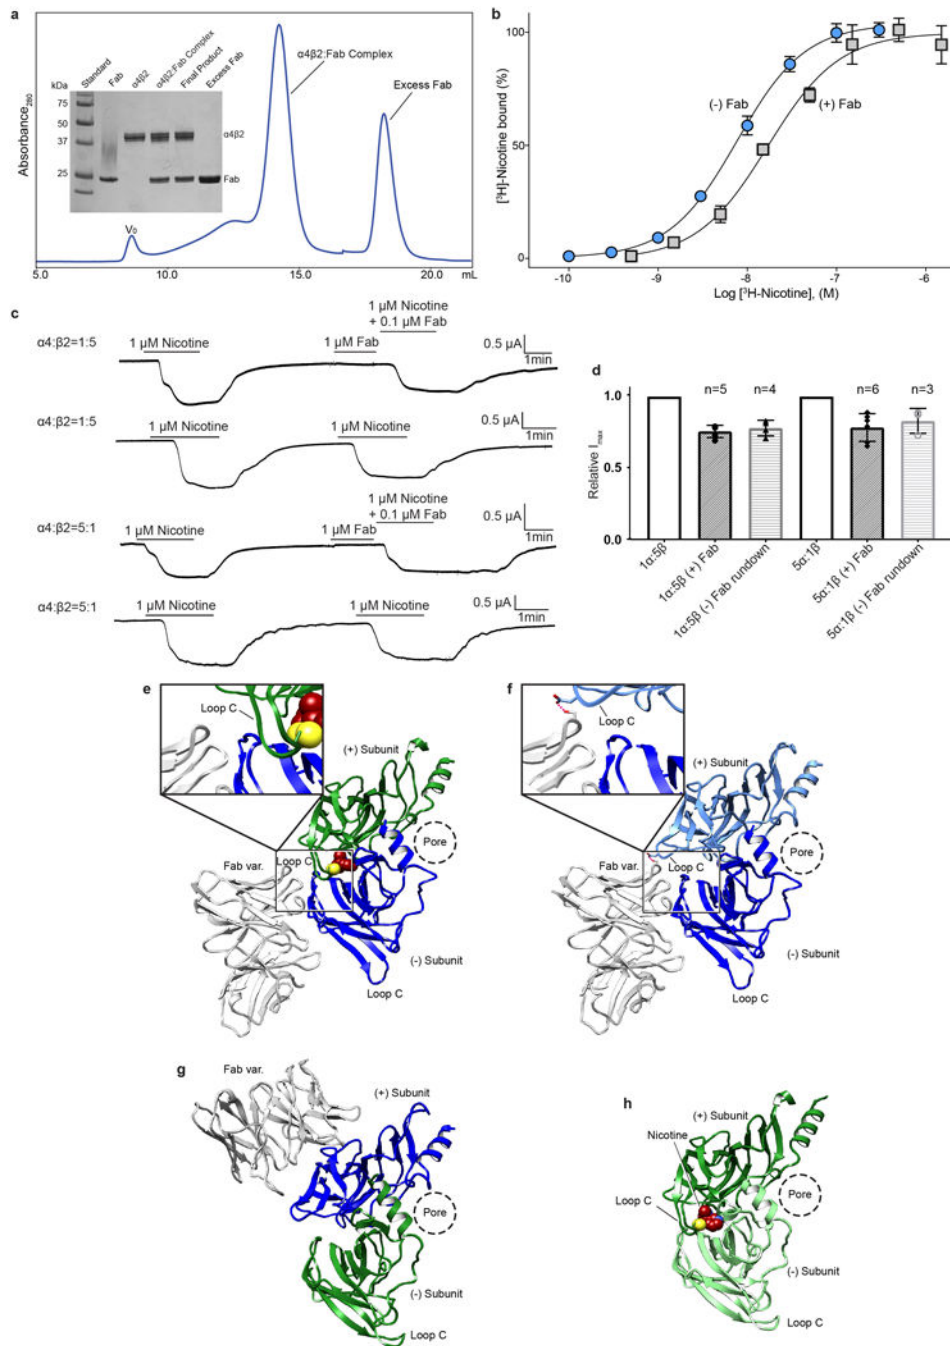 a
kDa
Standard
Fab
α4β2
α4β2:Fab Complex
Final Product
Excess Fab
75
50
37
25
α4β2
Fab
α4β2:Fab Complex
Excess Fab
V₀
Absorbance₂₈₀
5.0
10.0
15.0
20.0
mL
b
[³H]-Nicotine bound (%)
100
50
0
(-) Fab
(+) Fab
-10
-9
-8
-7
-6
Log [³H-Nicotine], (M)
c
1 μM Nicotine
+ 0.1 μM Fab
α4:β2=1:5
1 μM Nicotine
1 μM Fab
0.5 μA
1min
α4:β2=1:5
1 μM Nicotine
1 μM Nicotine
0.5 μA
1min
1 μM Nicotine
+ 0.1 μM Fab
α4:β2=5:1
1 μM Nicotine
1 μM Fab
0.5 μA
1min
α4:β2=5:1
1 μM Nicotine
1 μM Nicotine
0.5 μA
1min
d
n=5
n=4
n=6
n=3
Relative Iₘₐₓ
1.0
0.5
0.0
1α:5β
1α:5β (+) Fab
1α:5β (-) Fab rundown
5α:1β
5α:1β (+) Fab
5α:1β (-) Fab rundown
e
Loop C
(+) Subunit
Pore
Fab var.
Loop C
(-) Subunit
Loop C
f
Loop C
(+) Subunit
Pore
Fab var.
Loop C
(-) Subunit
Loop C
g
Fab var.
(+) Subunit
Pore
(-) Subunit
Loop C
h
(+) Subunit
Nicotine
Loop C
Pore
(-) Subunit
Loop C